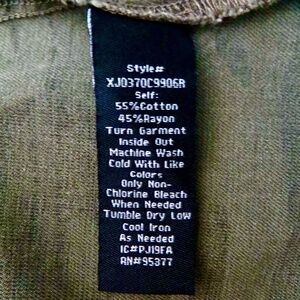 Style#
XJ0370C9906R
Self:
55%Cotton
45%Rayon
Turn Garment
Inside Out
Machine Wash
Cold With Like
Colors
Only Non-
Chlorine Bleach
When Needed
Tumble Dry Low
Cool Iron
As Needed
IC#PJ19FA
RN#95377